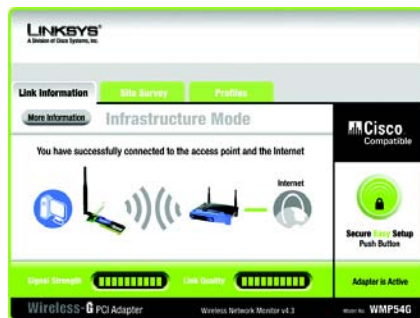 LINKSYS®
A Division of Cisco Systems, Inc.
Link Information
Site Survey
Profiles
More Information
Infrastructure Mode
Cisco
Compatible
You have successfully connected to the access point and the Internet
Internet
Secure Easy Setup
Push Button
Signal Strength
Link Quality
Adapter is Active
Wireless-G PCI Adapter
Wireless Network Monitor v4.3
Model No. WMP54G